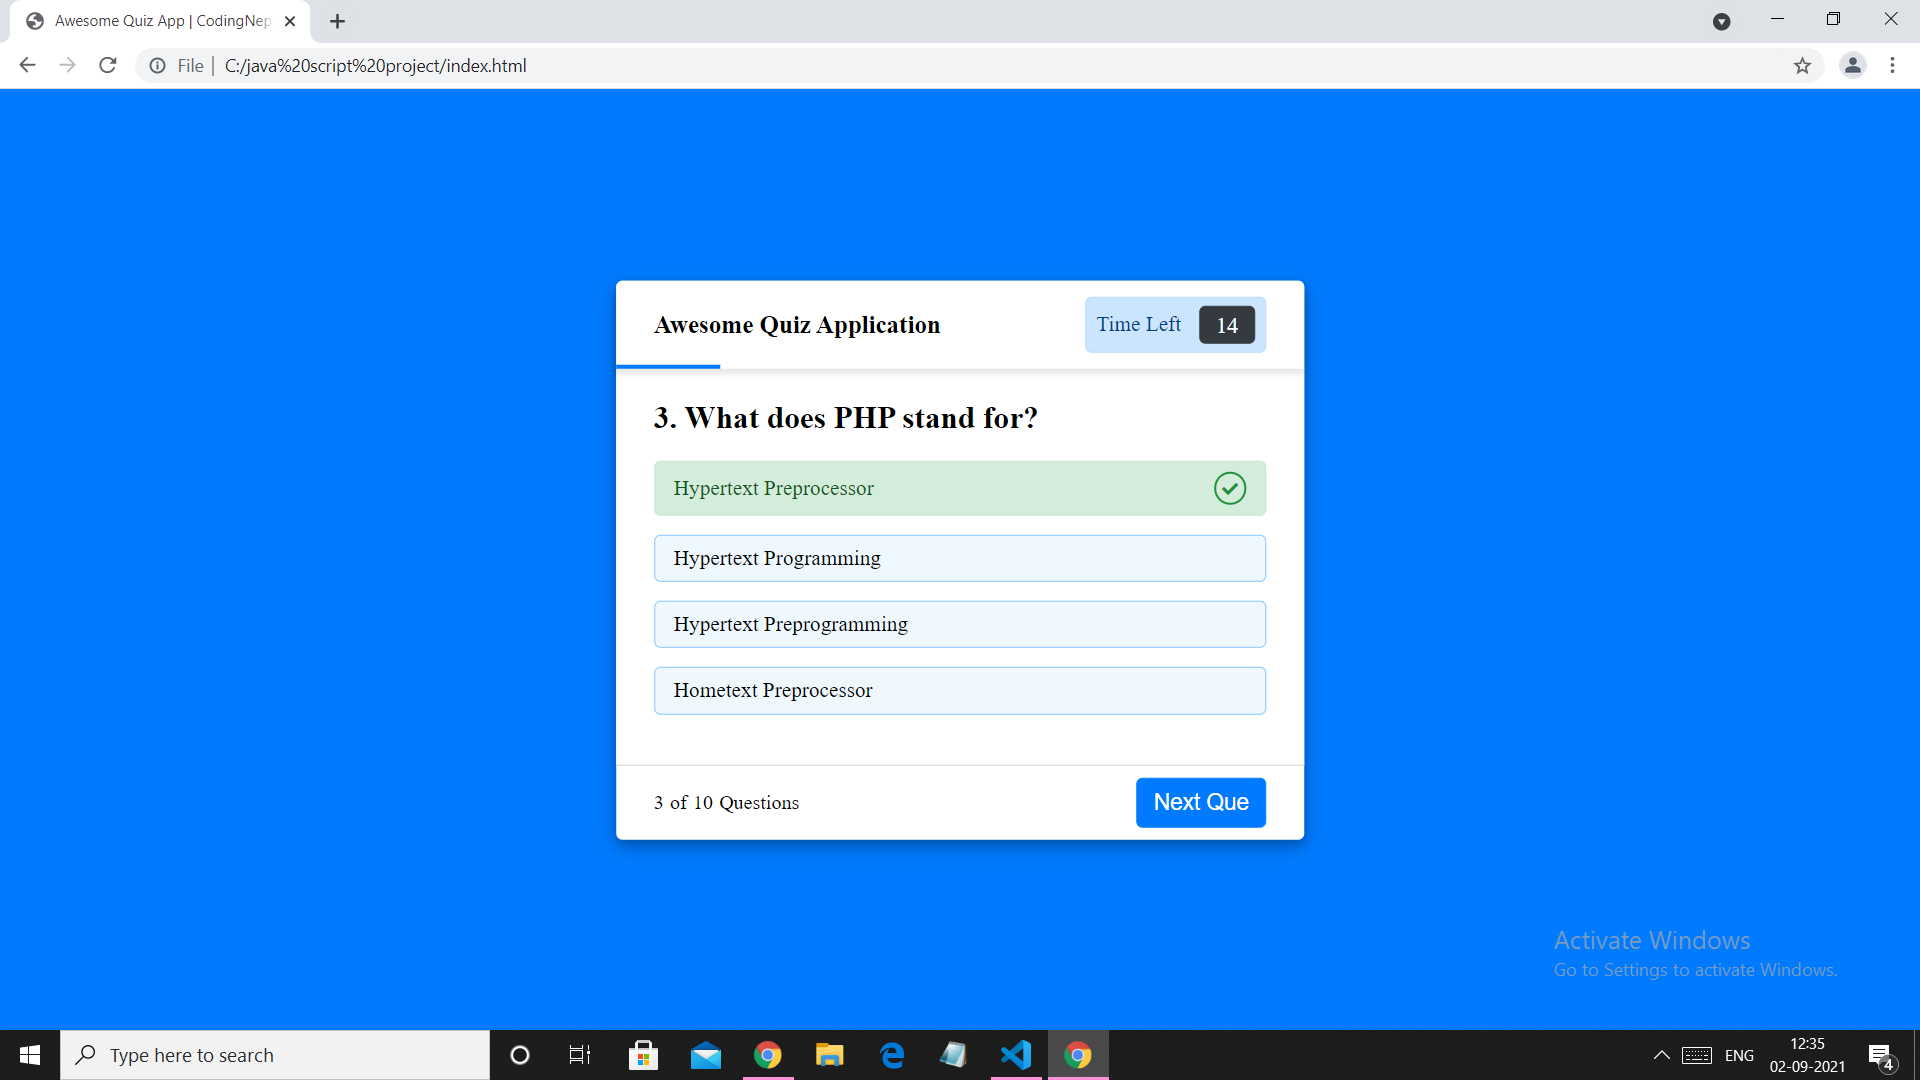 Awesome Quiz App | CodingNep
File | C:/java%20script%20project/index.html
Awesome Quiz Application
Time Left 14
3. What does PHP stand for?
Hypertext Preprocessor
Hypertext Programming
Hypertext Preprogramming
Hometext Preprocessor
3 of 10 Questions
Next Que
Activate Windows
Go to Settings to activate Windows.
Type here to search
ENG
12:35
02-09-2021
4